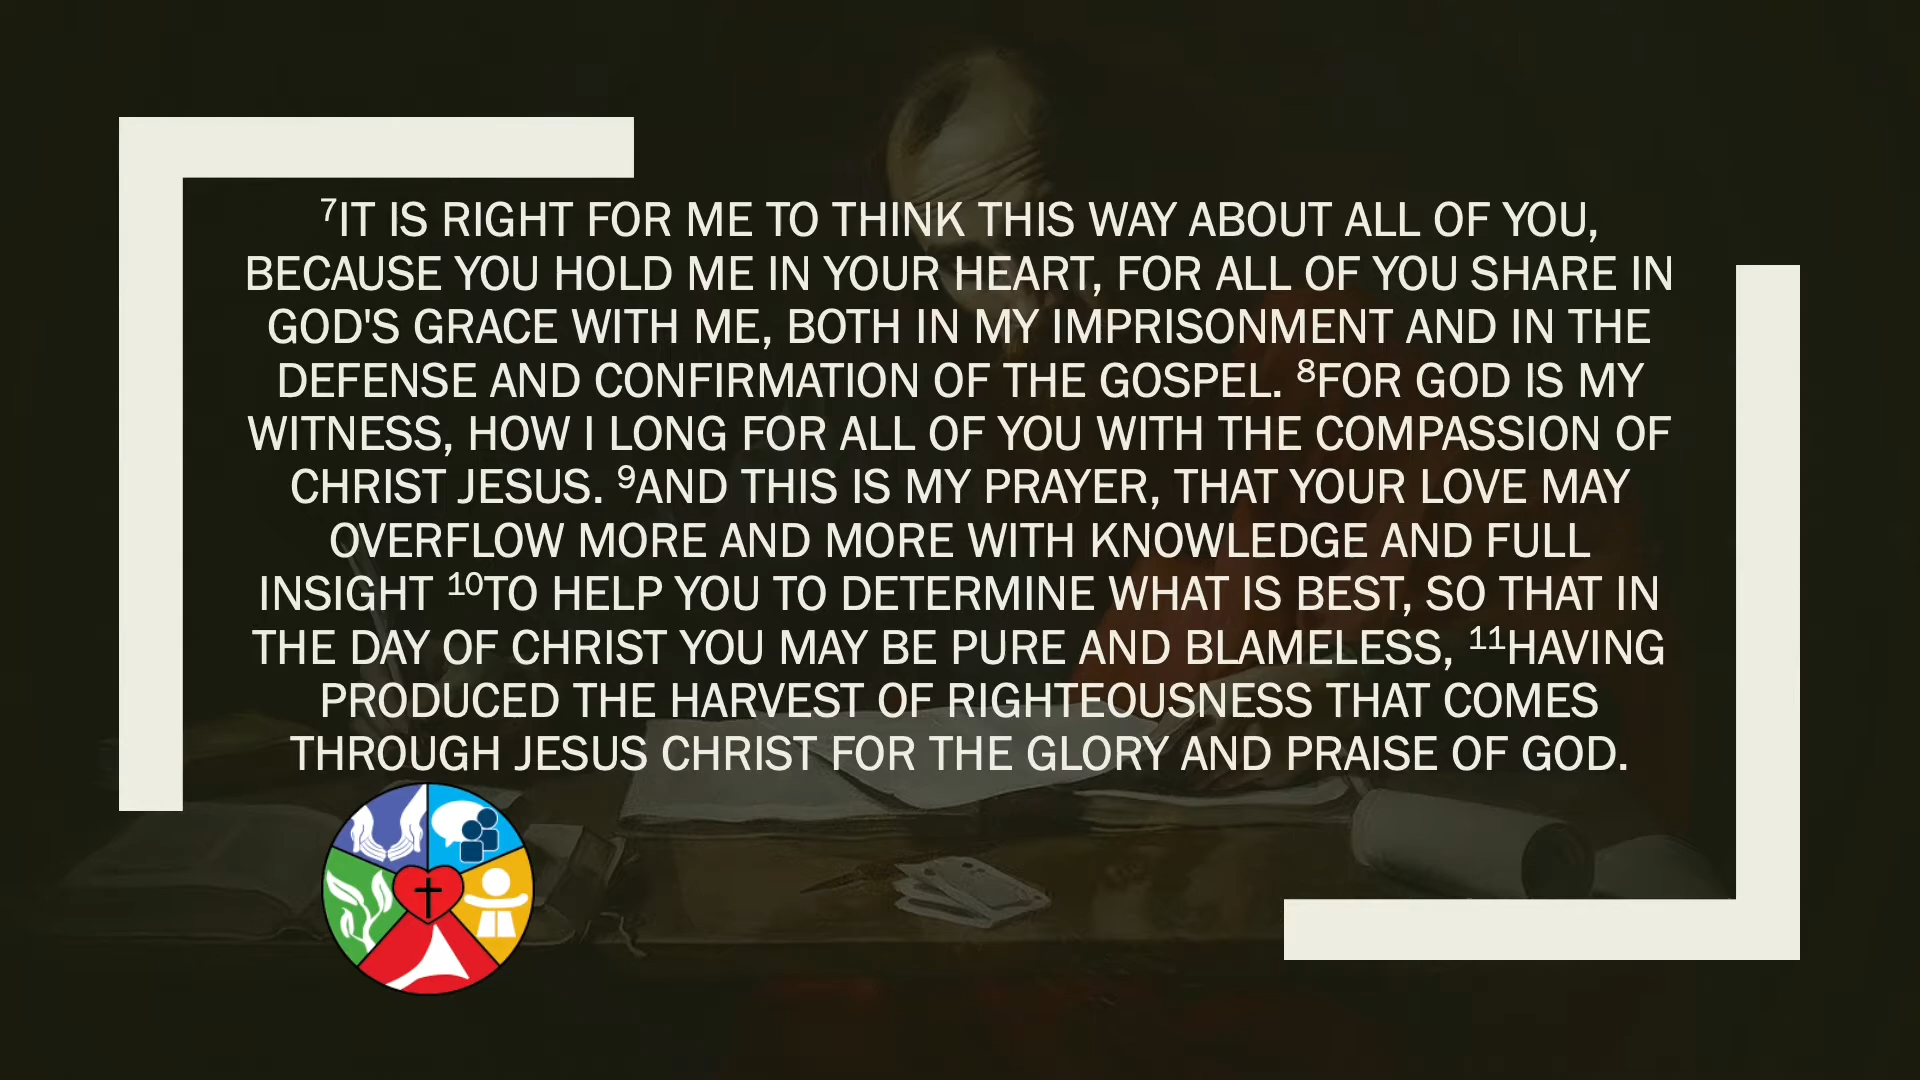 ⁷IT IS RIGHT FOR ME TO THINK THIS WAY ABOUT ALL OF YOU,
BECAUSE YOU HOLD ME IN YOUR HEART, FOR ALL OF YOU SHARE IN
GOD'S GRACE WITH ME, BOTH IN MY IMPRISONMENT AND IN THE
DEFENSE AND CONFIRMATION OF THE GOSPEL. ⁸FOR GOD IS MY
WITNESS, HOW I LONG FOR ALL OF YOU WITH THE COMPASSION OF
CHRIST JESUS. ⁹AND THIS IS MY PRAYER, THAT YOUR LOVE MAY
OVERFLOW MORE AND MORE WITH KNOWLEDGE AND FULL
INSIGHT ¹⁰TO HELP YOU TO DETERMINE WHAT IS BEST, SO THAT IN
THE DAY OF CHRIST YOU MAY BE PURE AND BLAMELESS, ¹¹HAVING
PRODUCED THE HARVEST OF RIGHTEOUSNESS THAT COMES
THROUGH JESUS CHRIST FOR THE GLORY AND PRAISE OF GOD.